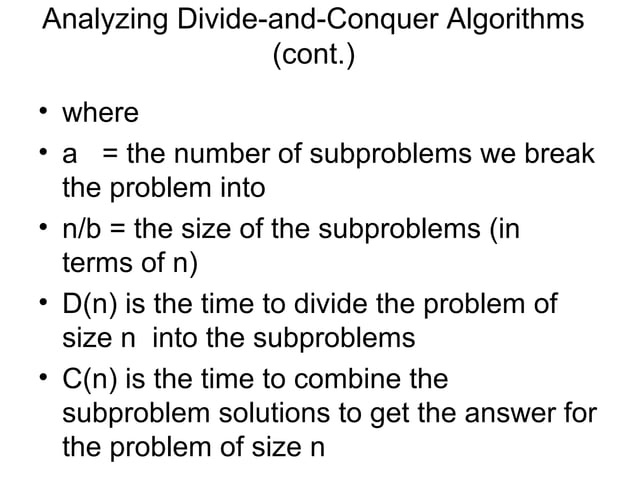 Analyzing Divide-and-Conquer Algorithms
(cont.)
• where
• a = the number of subproblems we break
the problem into
• n/b = the size of the subproblems (in
terms of n)
• D(n) is the time to divide the problem of
size n into the subproblems
• C(n) is the time to combine the
subproblem solutions to get the answer for
the problem of size n